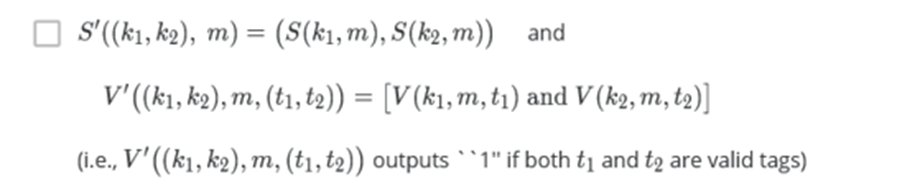 S'((k₁, k₂), m) = (S(k₁, m), S(k₂, m)) and
V'((k₁, k₂), m, (t₁, t₂)) = [V(k₁, m, t₁) and V(k₂, m, t₂)]
(i.e., V'((k₁, k₂), m, (t₁, t₂)) outputs ``1" if both t₁ and t₂ are valid tags)